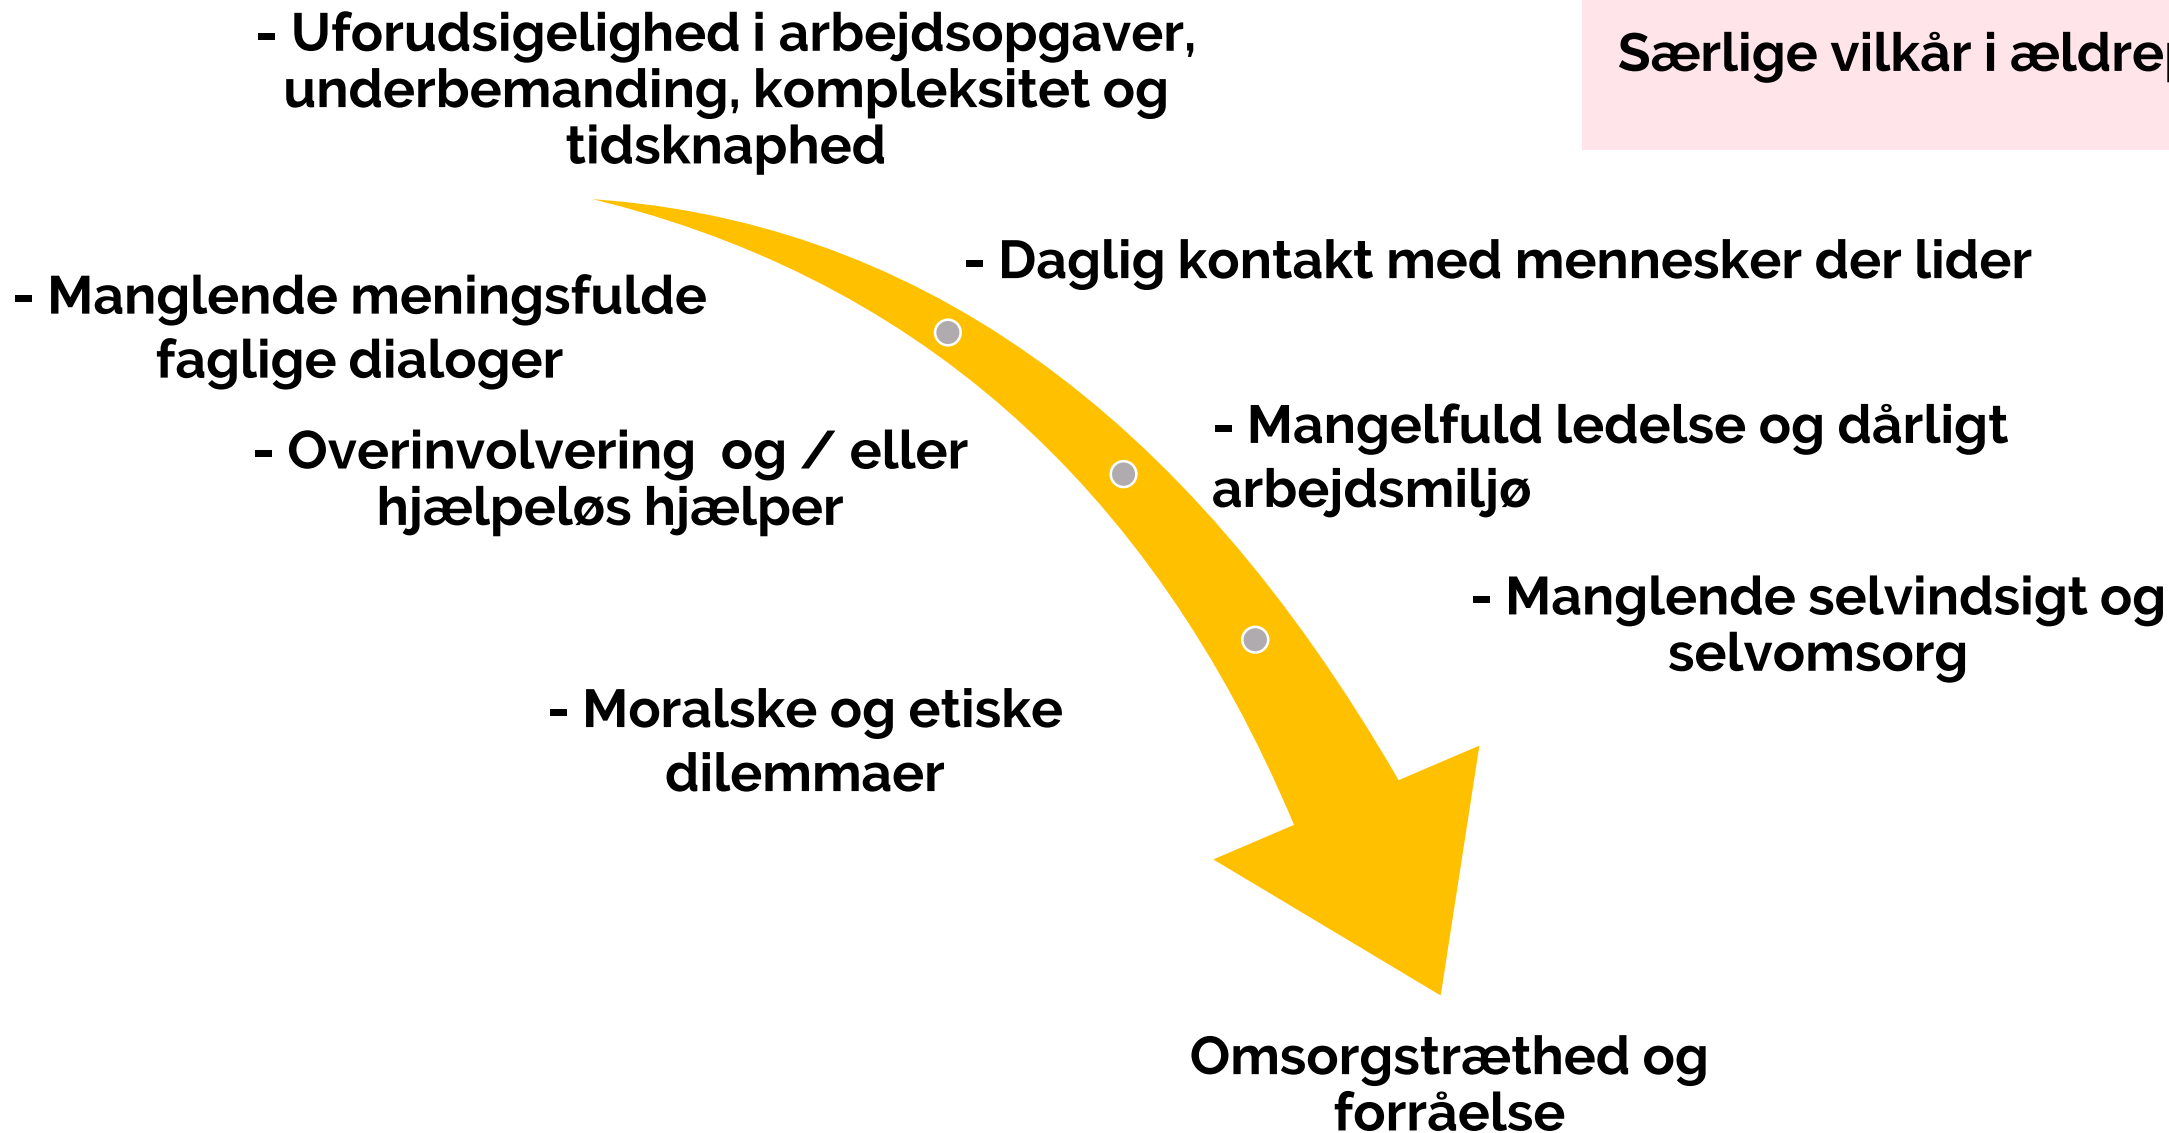 - Uforudsigelighed i arbejdsopgaver,
underbemanding, kompleksitet og
tidsknaphed
Særlige vilkår i
- Daglig kontakt med mennesker der lider
- Manglende meningsfulde
faglige dialoger
- Mangelfuld ledelse og dårligt
arbejdsmiljø
- Overinvolvering  og / eller
hjælpeløs hjælper
- Manglende selvindsigt og
selvomsorg
- Moralske og etiske
dilemmaer
Omsorgstræthed og
forråelse